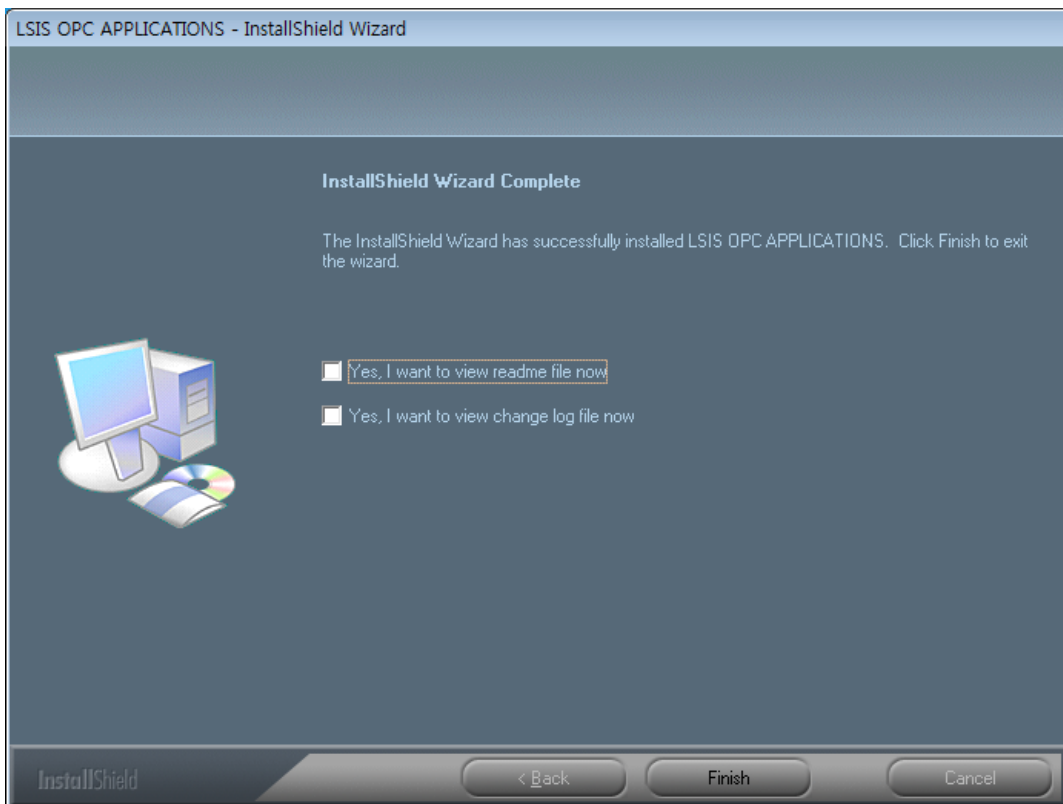 LSIS OPC APPLICATIONS - InstallShield Wizard
InstallShield Wizard Complete
The InstallShield Wizard has successfully installed LSIS OPC APPLICATIONS. Click Finish to exit
the wizard.
Yes, I want to view readme file now
Yes, I want to view change log file now
InstallShield
< Back
Finish
Cancel